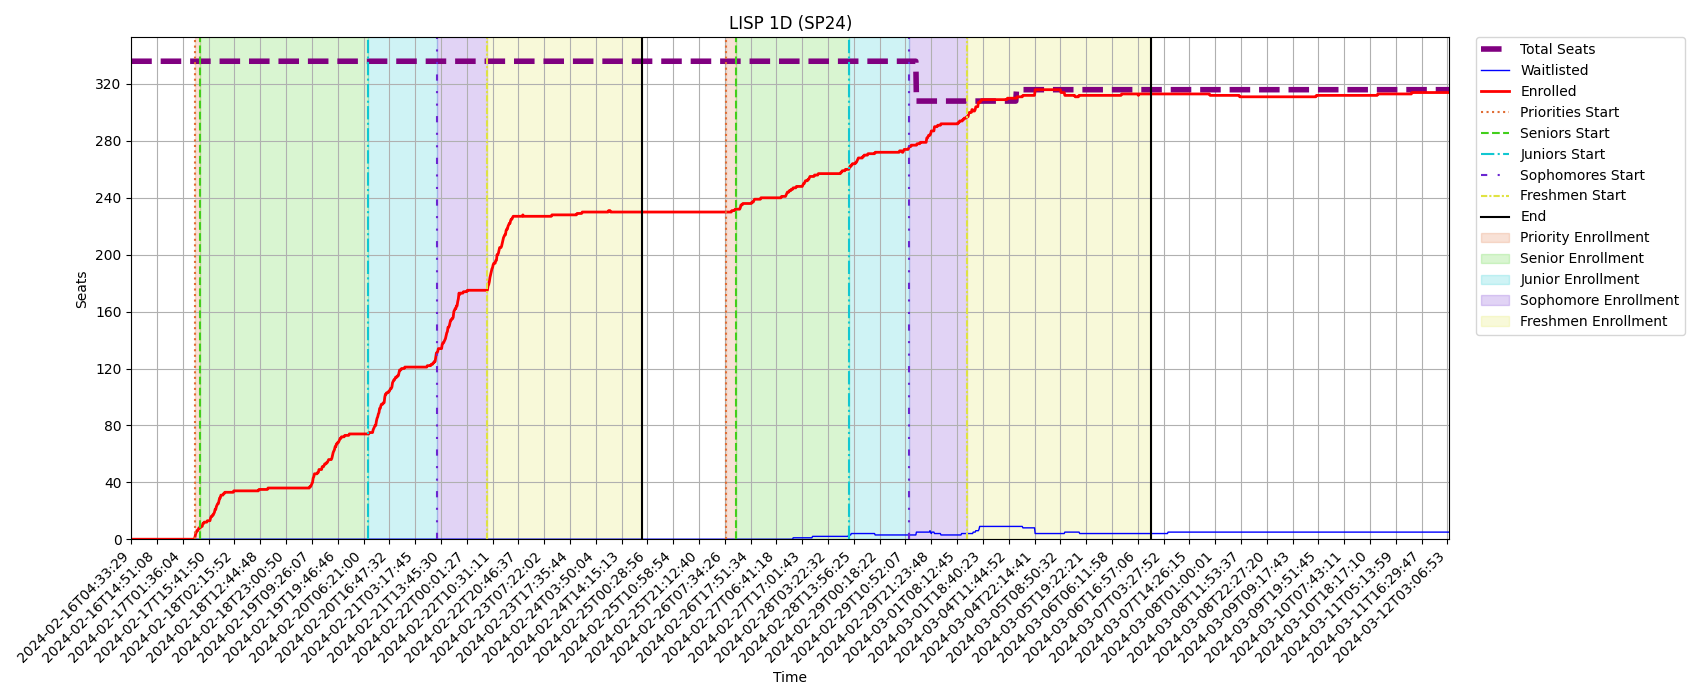 LISP 1D (SP24)
Seats
320
280
240
200
160
120
80
40
0
2024-02-16T04:33:29
2024-02-16T14:51:08
2024-02-17T01:36:04
2024-02-17T15:41:50
2024-02-18T02:15:52
2024-02-18T12:44:48
2024-02-18T23:00:50
2024-02-19T09:26:07
2024-02-19T19:46:46
2024-02-20T06:21:00
2024-02-20T16:47:32
2024-02-21T03:17:45
2024-02-21T13:45:30
2024-02-22T00:01:27
2024-02-22T10:31:11
2024-02-22T20:46:37
2024-02-23T07:22:02
2024-02-23T17:35:44
2024-02-24T03:50:04
2024-02-24T14:15:13
2024-02-25T00:28:56
2024-02-25T10:58:54
2024-02-25T21:12:40
2024-02-26T07:34:26
2024-02-26T17:51:34
2024-02-27T06:41:18
2024-02-27T17:01:43
2024-02-28T03:22:32
2024-02-28T13:56:25
2024-02-29T00:18:22
2024-02-29T10:52:07
2024-02-29T21:23:48
2024-03-01T08:12:45
2024-03-01T18:40:23
2024-03-04T11:44:52
2024-03-04T22:14:41
2024-03-05T08:50:32
2024-03-05T19:22:21
2024-03-06T06:11:58
2024-03-06T16:57:06
2024-03-07T03:27:52
2024-03-07T14:26:15
2024-03-08T01:00:01
2024-03-08T11:53:37
2024-03-08T22:27:20
2024-03-09T09:17:43
2024-03-09T19:51:45
2024-03-10T07:43:11
2024-03-10T18:17:10
2024-03-11T05:13:59
2024-03-11T16:29:47
2024-03-12T03:06:53
Time
Total Seats
Waitlisted
Enrolled
Priorities Start
Seniors Start
Juniors Start
Sophomores Start
Freshmen Start
End
Priority Enrollment
Senior Enrollment
Junior Enrollment
Sophomore Enrollment
Freshmen Enrollment